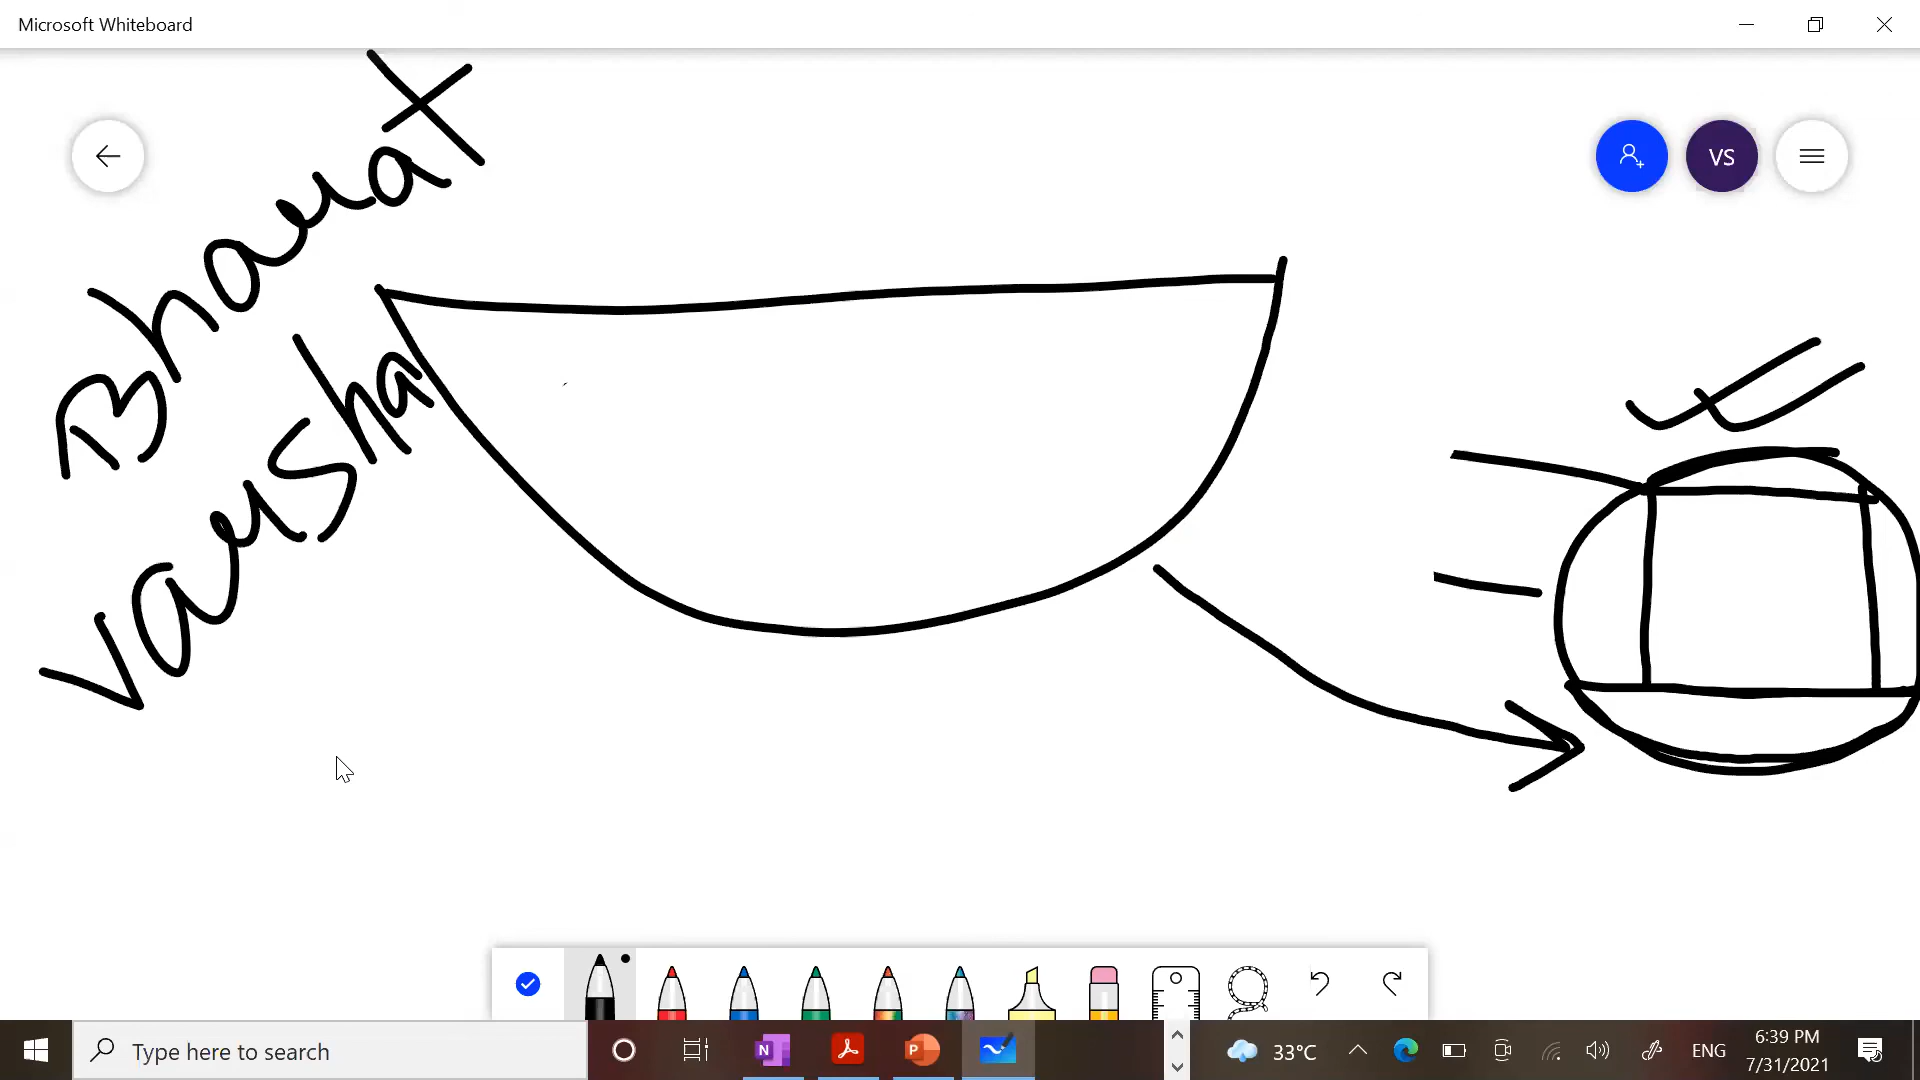 Microsoft Whiteboard
VS
Bharat
Varsha
Type here to search
33°C
ENG
6:39 PM
7/31/2021